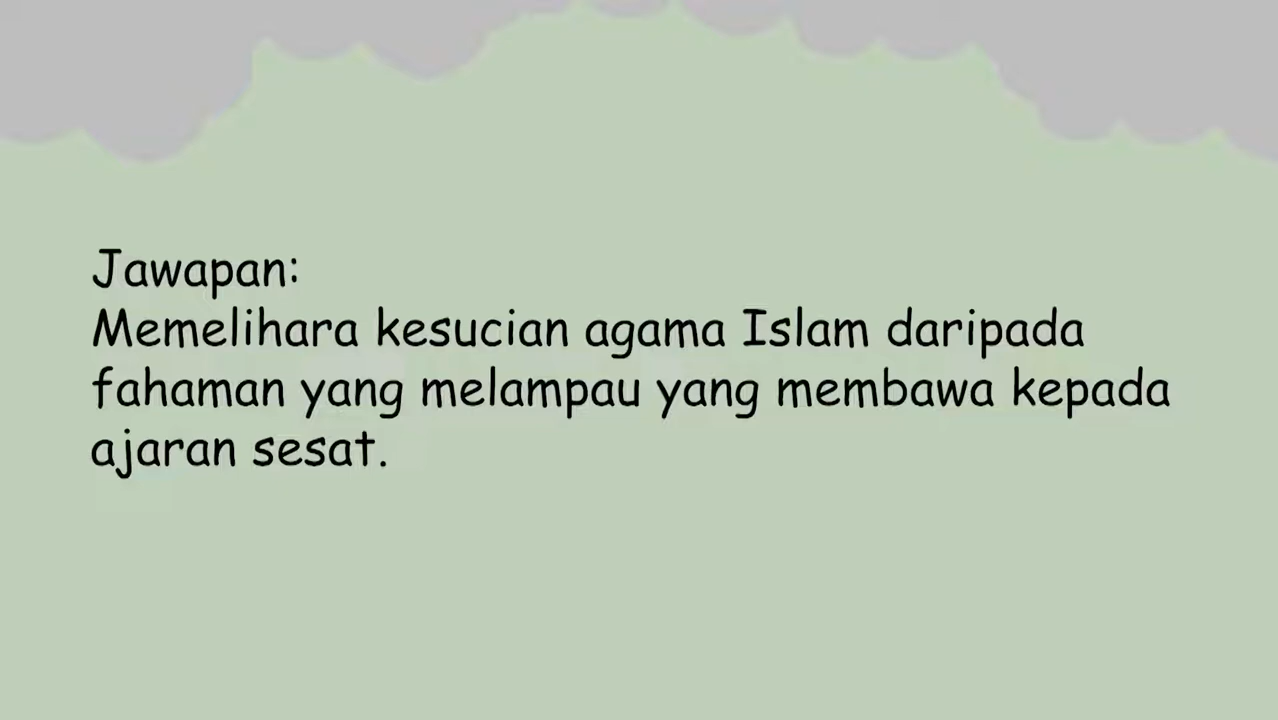 Jawapan:
Memelihara kesucian agama Islam daripada
fahaman yang melampau yang membawa kepada
ajaran sesat.